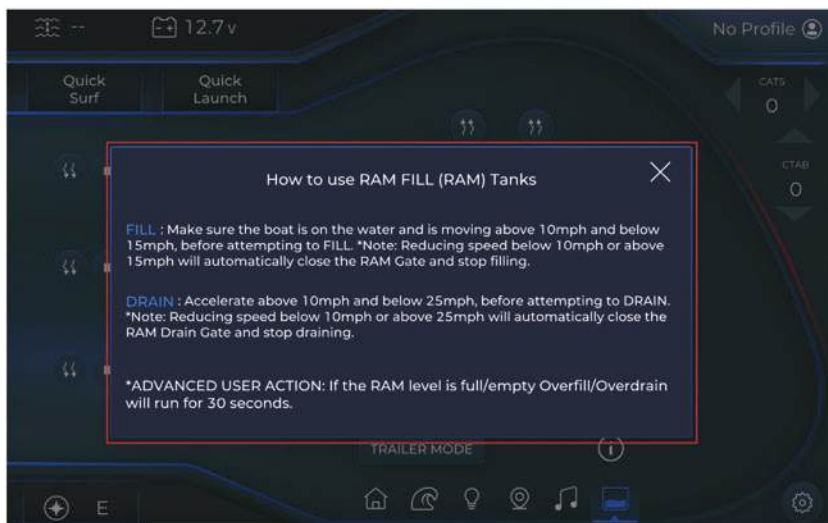 --
12.7 v
No Profile
Quick
Surf
Quick
Launch
CATS
0
CTAB
0
How to use RAM FILL (RAM) Tanks
FILL : Make sure the boat is on the water and is moving above 10mph and below
15mph, before attempting to FILL. *Note: Reducing speed below 10mph or above
15mph will automatically close the RAM Gate and stop filling.
DRAIN : Accelerate above 10mph and below 25mph, before attempting to DRAIN.
*Note: Reducing speed below 10mph or above 25mph will automatically close the
RAM Drain Gate and stop draining.
*ADVANCED USER ACTION: If the RAM level is full/empty Overfill/Overdrain
will run for 30 seconds.
TRAILER MODE
E